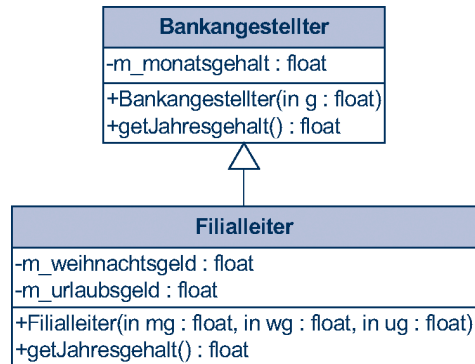 Bankangestellter
-m_monatsgehalt : float
+Bankangestellter(in g : float)
+getJahresgehalt() : float
Filialleiter
-m_weihnachtsgeld : float
-m_urlaubsgeld : float
+Filialleiter(in mg : float, in wg : float, in ug : float)
+getJahresgehalt() : float